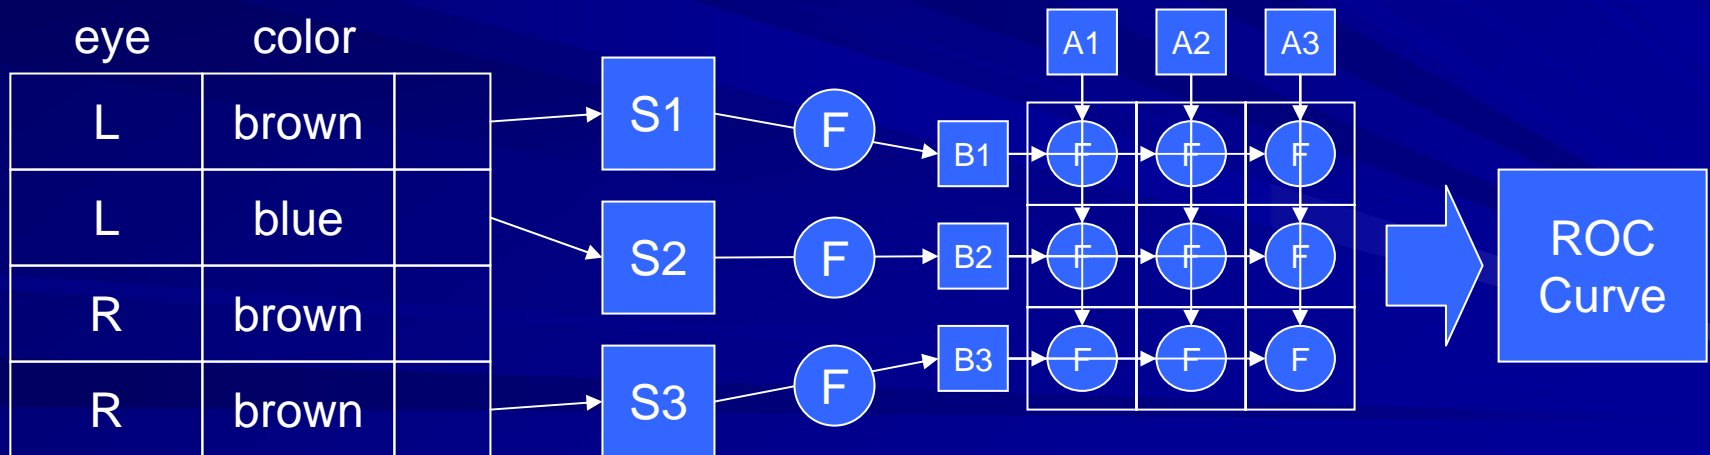 eye color
L brown
L blue
R brown
R brown
S1
S2
S3
F
F
F
B1
B2
B3
A1 A2 A3
F F F
F F F
F F F
ROC
Curve